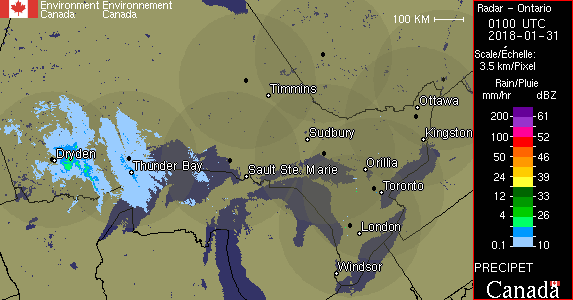 Environment Environnement
Canada Canada
100 KM
Timmins
Ottawa
Sudbury
Kingston
Dryden
Thunder Bay
Sault Ste. Marie
Orillia
Toronto
London
Windsor
Radar - Ontario
0100 UTC
2018-01-31
Scale/Échelle:
3.5 km/Pixel
Rain/Pluie
mm/hr dBZ
200 61
100 52
50 46
24 39
12 33
4 26
0.1 10
PRECIPET
Canada